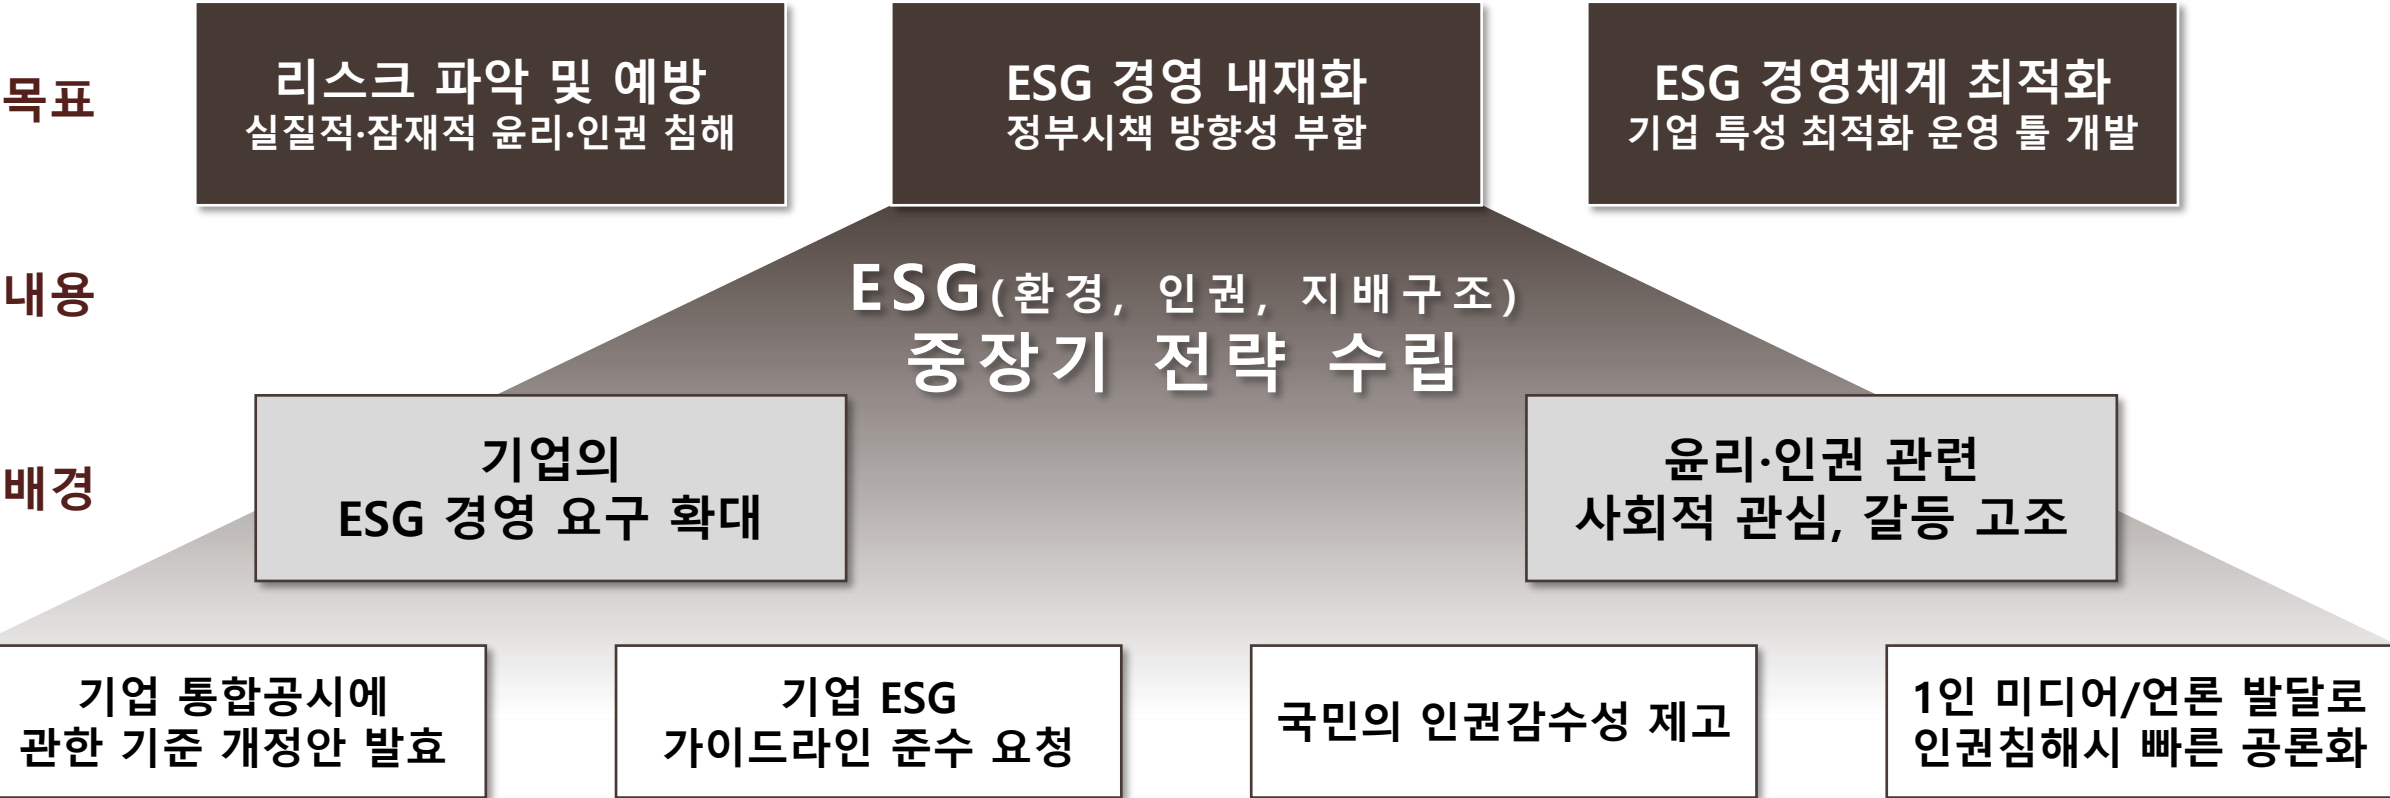 목표
리스크 파악 및 예방
실질적·잠재적 윤리·인권 침해
ESG 경영 내재화
정부시책 방향성 부합
ESG 경영체계 최적화
기업 특성 최적화 운영 툴 개발
내용
ESG(환경, 인권, 지배구조)
중장기 전략 수립
배경
기업의
ESG 경영 요구 확대
윤리·인권 관련
사회적 관심, 갈등 고조
기업 통합공시에
관한 기준 개정안 발효
기업 ESG
가이드라인 준수 요청
국민의 인권감수성 제고
1인 미디어/언론 발달로
인권침해시 빠른 공론화